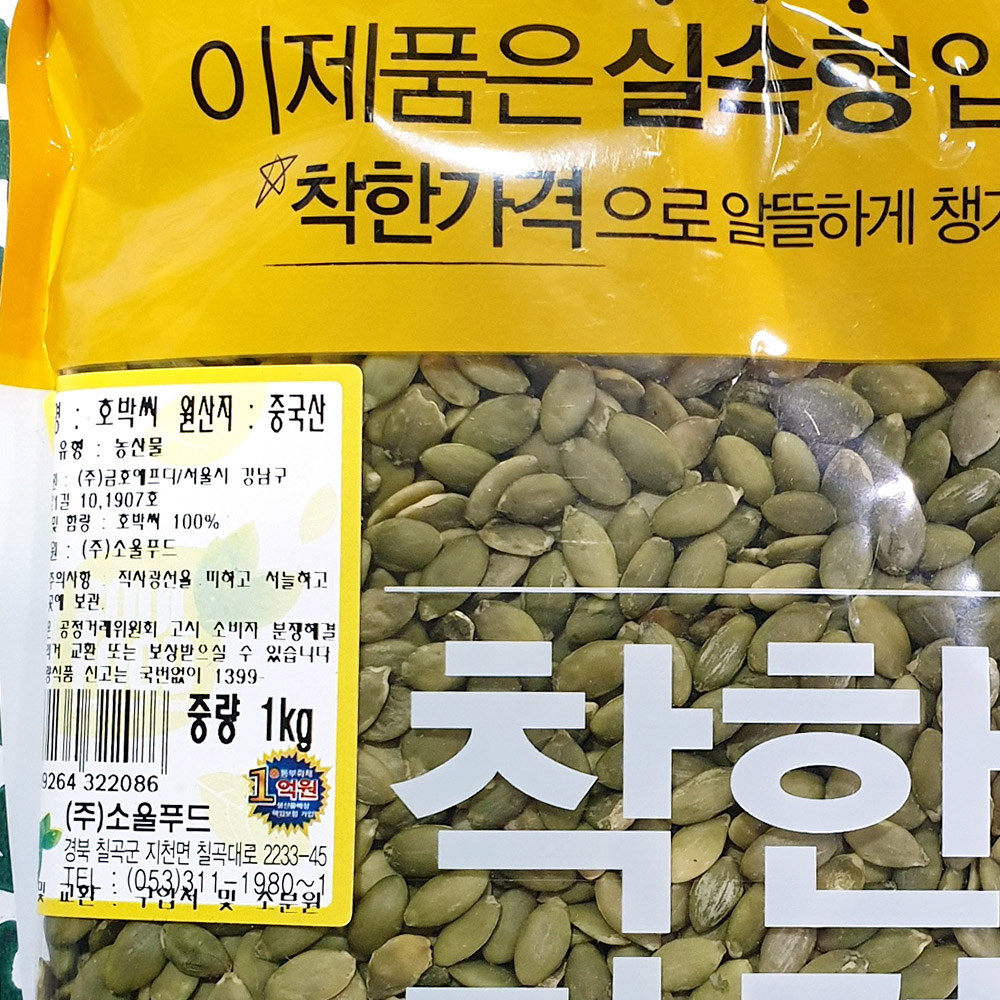 이제품은 실속형
착한가격으로 알뜰하게
: 호박씨 원산지 : 중국산
유형 : 농산물
: (주)금호에프디/서울시 강남구
10,1907호
및 함량 : 호박씨 100%
: (주)소울푸드
주의사항 : 직사광선을 피하고 서늘하고
곳에 보관
공정거래위원회 고시 소비자 분쟁해결
교환 또는 보상받으실 수 있습니다
신고는 국번없이 1399
중량 1kg
9264 322086
1억원
(주)소울푸드
경북 칠곡군 지천면 칠곡대로 2233-45
TEL : (053)311-1980~1
및 교환 : 구입처 및 소분원
착한